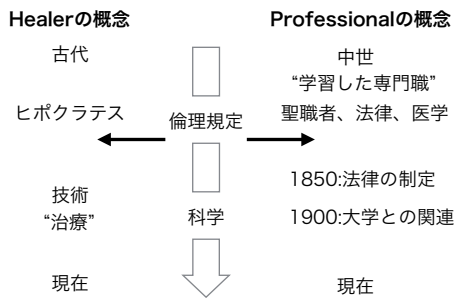 Healerの概念
Professionalの概念
古代
中世
“学習した専門職”
ヒポクラテス
倫理規定
聖職者、法律、医学
1850:法律の制定
技術
“治療”
科学
1900:大学との関連
現在
現在